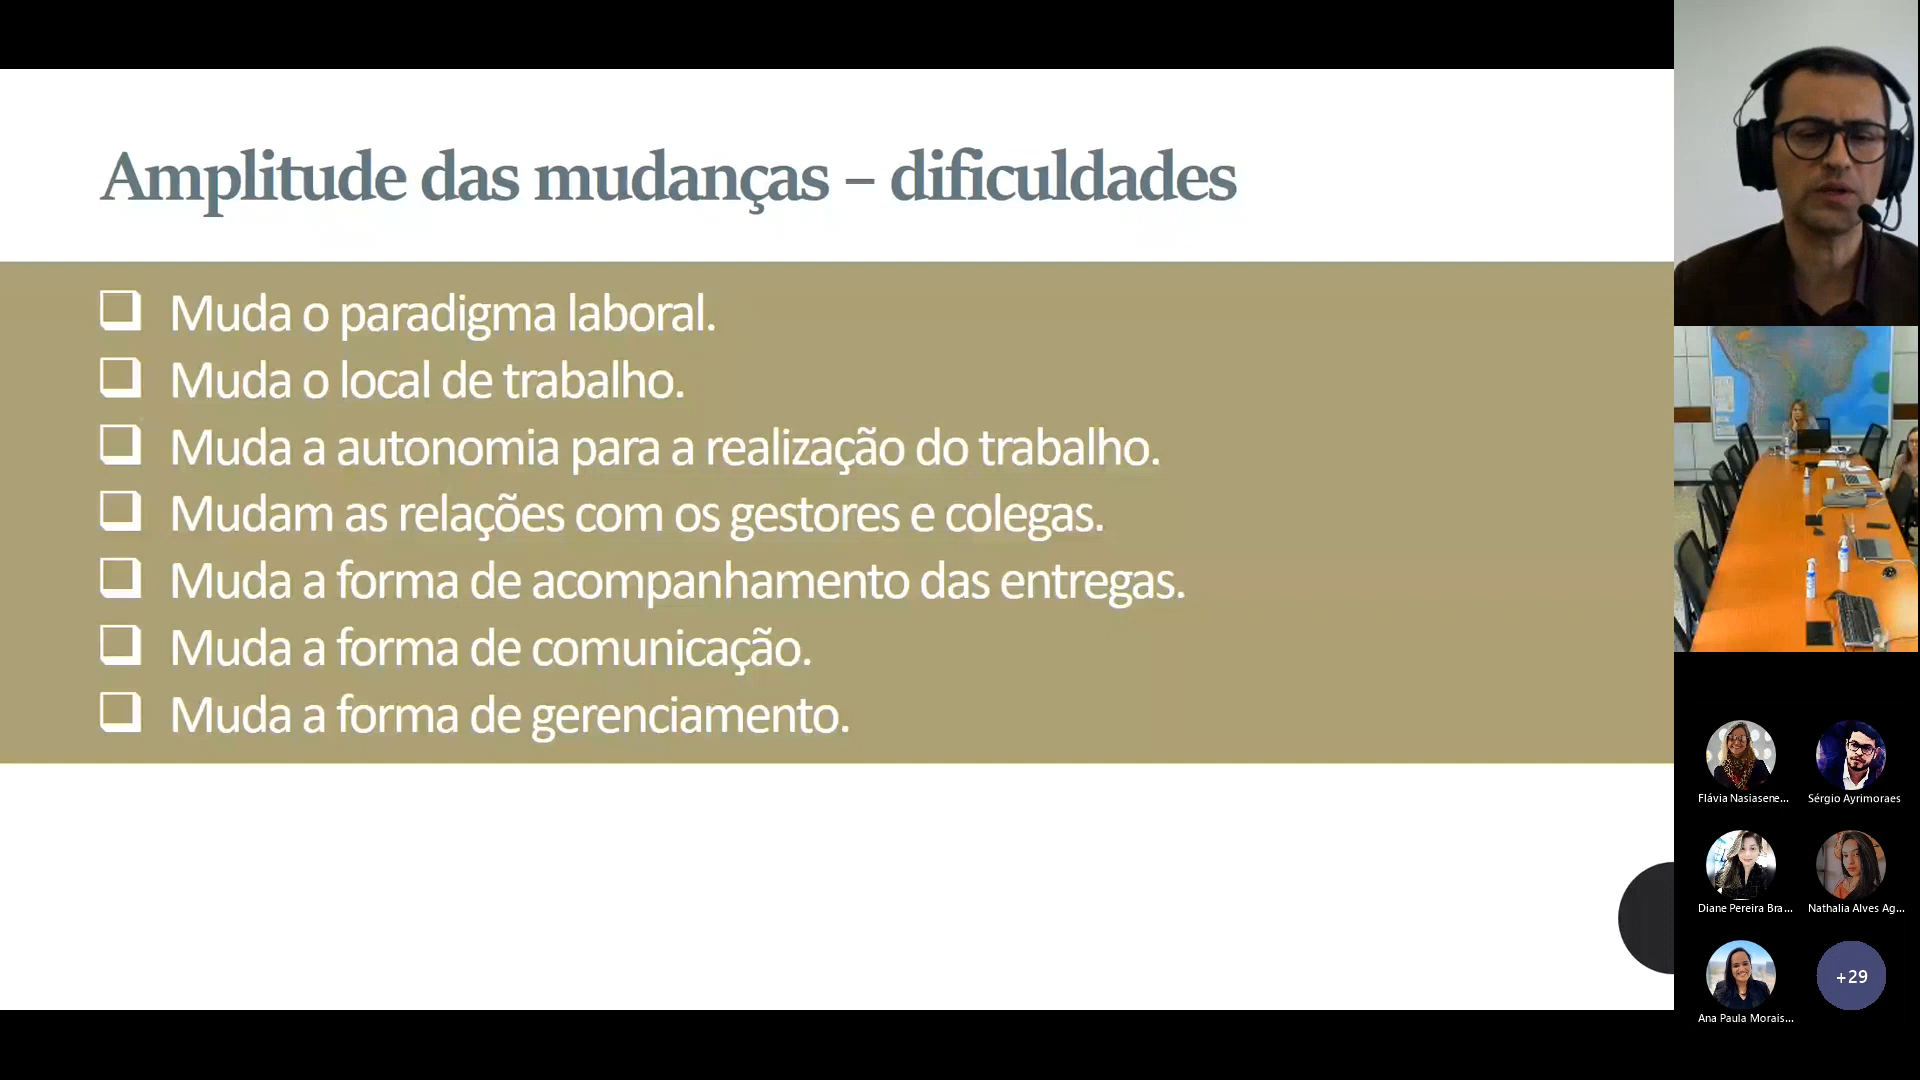 Amplitude das mudanças – dificuldades
Muda o paradigma laboral.
Muda o local de trabalho.
Muda a autonomia para a realização do trabalho.
Mudam as relações com os gestores e colegas.
Muda a forma de acompanhamento das entregas.
Muda a forma de comunicação.
Muda a forma de gerenciamento.
Flávia Nasiasene...
Sérgio Ayrimoraes
Diane Pereira Bra...
Nathalia Alves Ag...
Ana Paula Morais...
+29